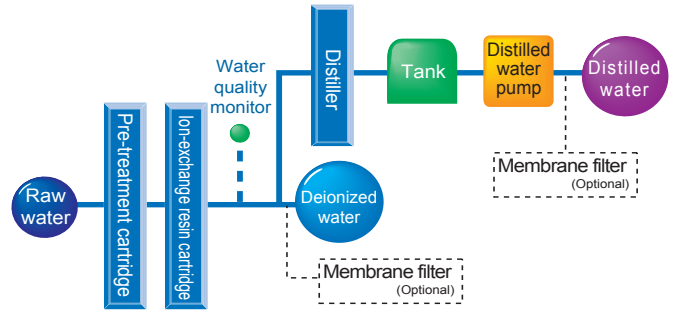 Raw
water
Pre-treatment cartridge
Ion-exchange resin cartridge
Water
quality
monitor
Deionized
water
Membrane filter
(Optional)
Distiller
Tank
Distilled
water
pump
Distilled
water
Membrane filter
(Optional)